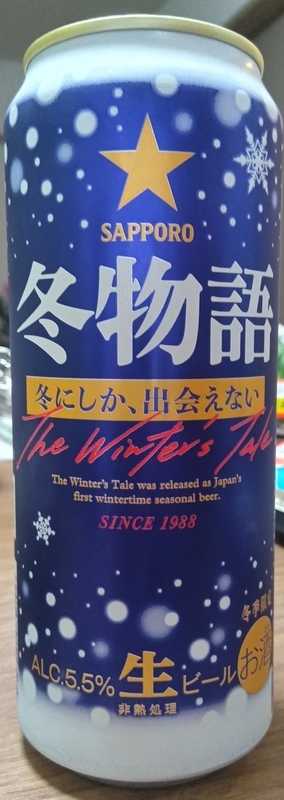 SAPPORO
冬物語
冬にしか、出会えない
The Winter's Tale
The Winter's Tale was released as Japan's
first wintertime seasonal beer.
SINCE 1988
冬季限定
ALC.5.5% 生ビール お酒
非熱処理